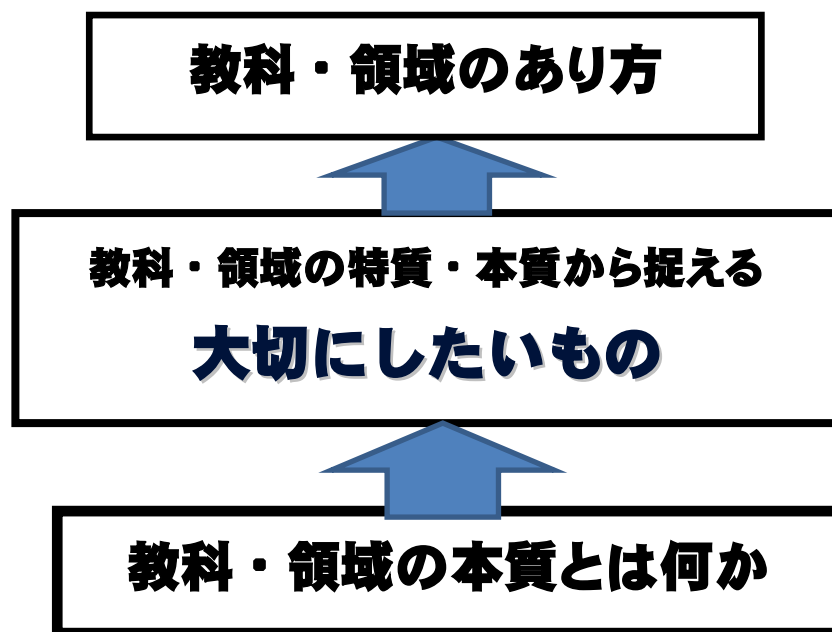 教科・領域のあり方
教科・領域の特質・本質から捉える
大切にしたいもの
教科・領域の本質とは何か